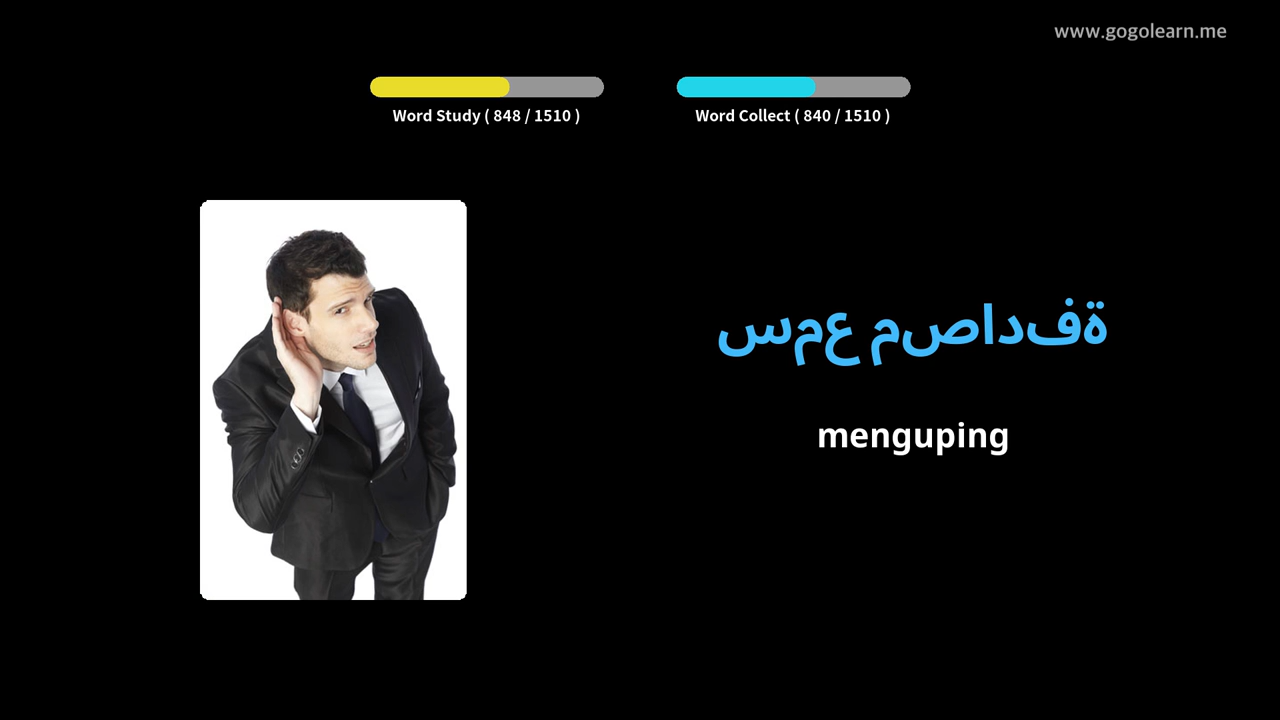 www.gogolearn.me
Word Study ( 848 / 1510 )
Word Collect ( 840 / 1510 )
سمع مصادفة
menguping